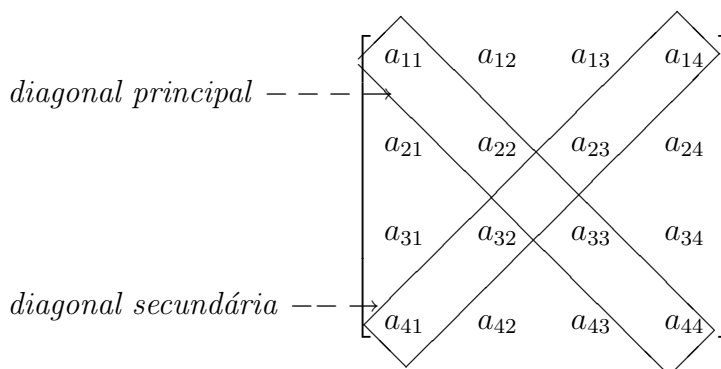 a₁₁ a₁₂ a₁₃ a₁₄
diagonal principal
a₂₁ a₂₂ a₂₃ a₂₄
a₃₁ a₃₂ a₃₃ a₃₄
diagonal secundária
a₄₁ a₄₂ a₄₃ a₄₄